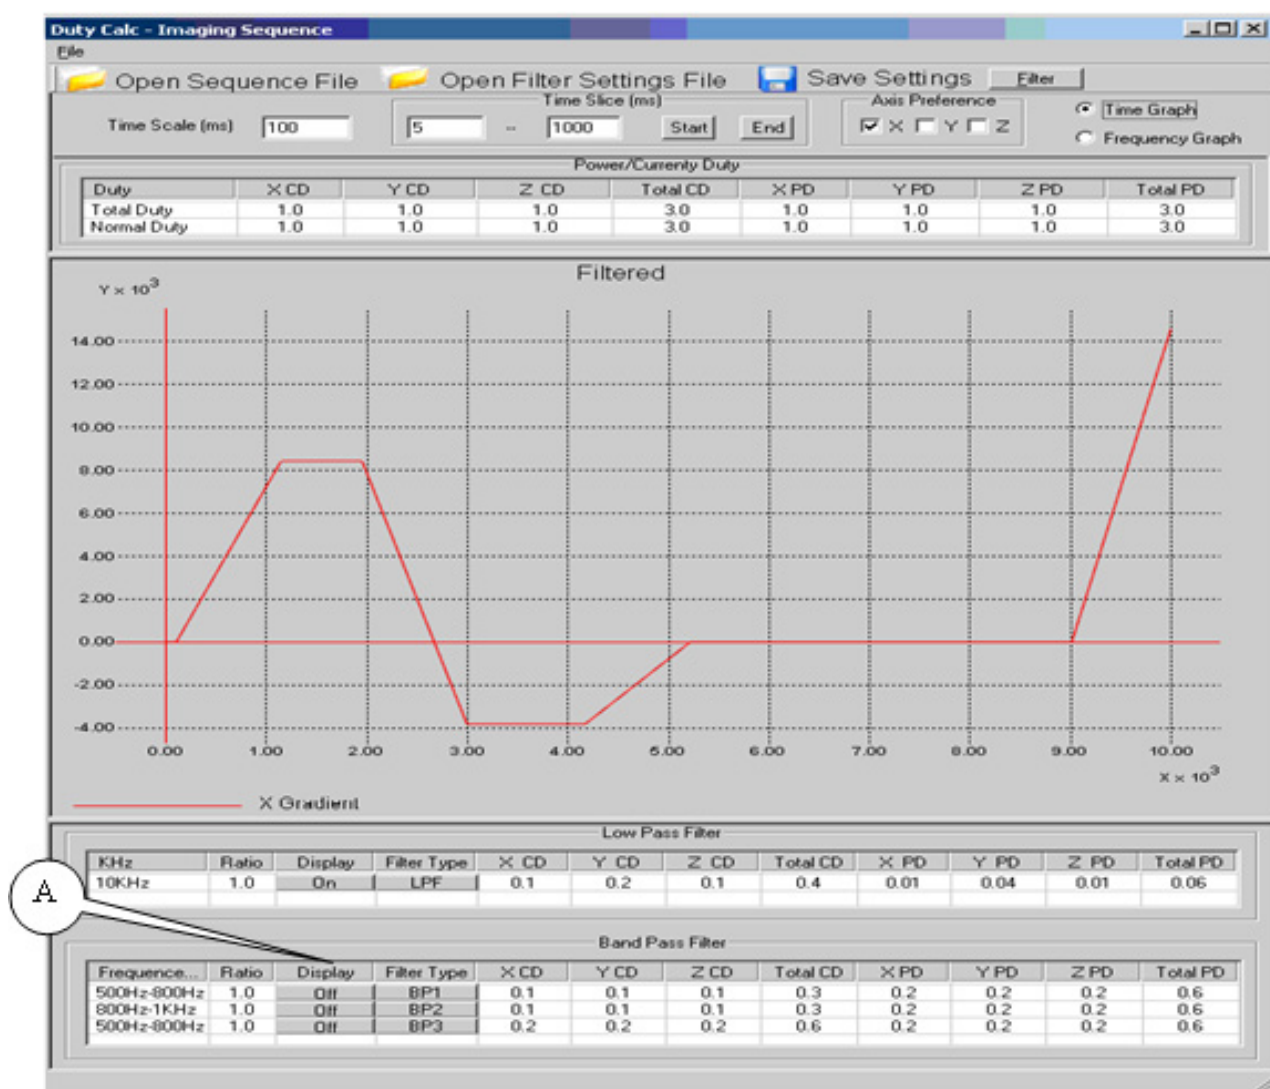 Duty Calc - Imaging Sequence
File
Open Sequence File Open Filter Settings File Save Settings Filter
Time Slice (ms) Axis Preference
Time Scale (ms) 100 5 -- 1000 Start End X Y Z Time Graph
Frequency Graph
Power/Currenty Duty
Duty X CD Y CD Z CD Total CD X PD Y PD Z PD Total PD
Total Duty 1.0 1.0 1.0 3.0 1.0 1.0 1.0 3.0
Normal Duty 1.0 1.0 1.0 3.0 1.0 1.0 1.0 3.0
Filtered
Y × 10³
14.00
12.00
10.00
8.00
6.00
4.00
2.00
0.00
-2.00
-4.00
0.00 1.00 2.00 3.00 4.00 5.00 6.00 7.00 8.00 9.00 10.00
X × 10³
X Gradient
Low Pass Filter
KHz Ratio Display Filter Type X CD Y CD Z CD Total CD X PD Y PD Z PD Total PD
10KHz 1.0 On LPF 0.1 0.2 0.1 0.4 0.01 0.04 0.01 0.06
A
Band Pass Filter
Frequence... Ratio Display Filter Type X CD Y CD Z CD Total CD X PD Y PD Z PD Total PD
500Hz-800Hz 1.0 Off BP1 0.1 0.1 0.1 0.3 0.2 0.2 0.2 0.6
800Hz-1KHz 1.0 Off BP2 0.1 0.1 0.1 0.3 0.2 0.2 0.2 0.6
500Hz-800Hz 1.0 Off BP3 0.2 0.2 0.2 0.6 0.2 0.2 0.2 0.6